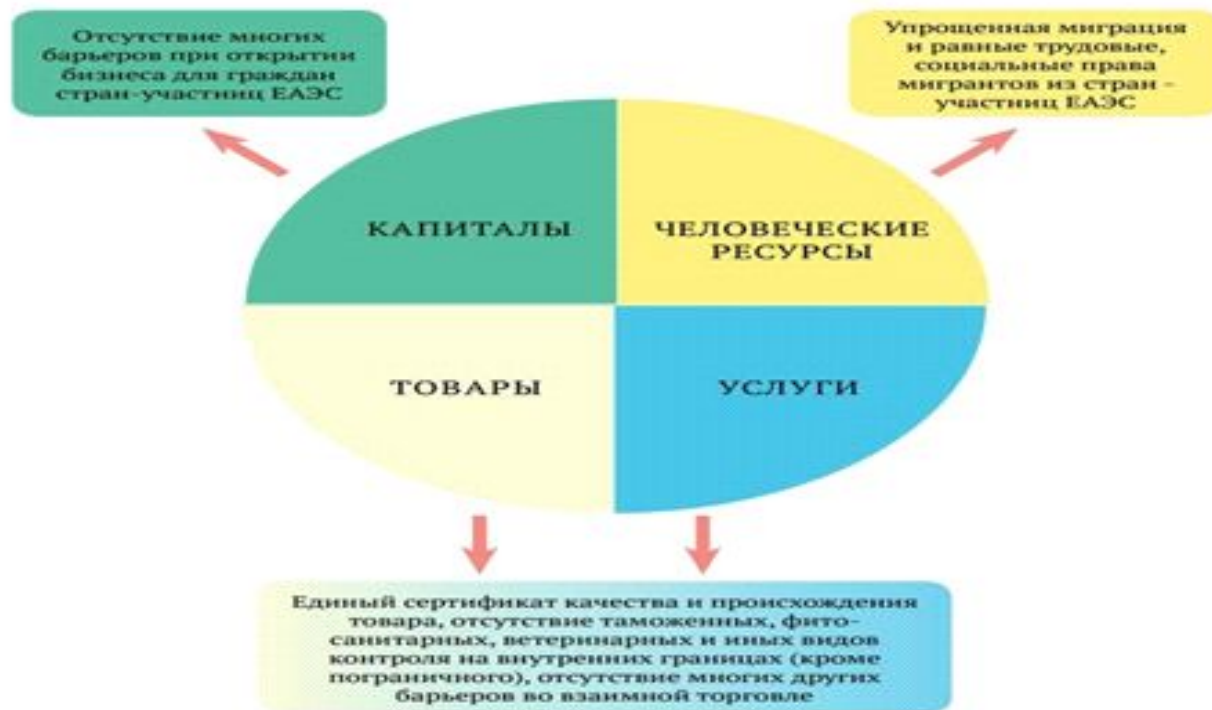 Отсутствие многих
барьеров при открытии
бизнеса для граждан
стран-участниц ЕАЭС
Упрощенная миграция
и равные трудовые,
социальные права
мигрантов из стран -
участниц ЕАЭС
КАПИТАЛЫ
ЧЕЛОВЕЧЕСКИЕ
РЕСУРСЫ
ТОВАРЫ
УСЛУГИ
Единый сертификат качества и происхождения
товара, отсутствие таможенных, фито-
санитарных, ветеринарных и иных видов
контроля на внутренних границах (кроме
пограничного), отсутствие многих других
барьеров во взаимной торговле